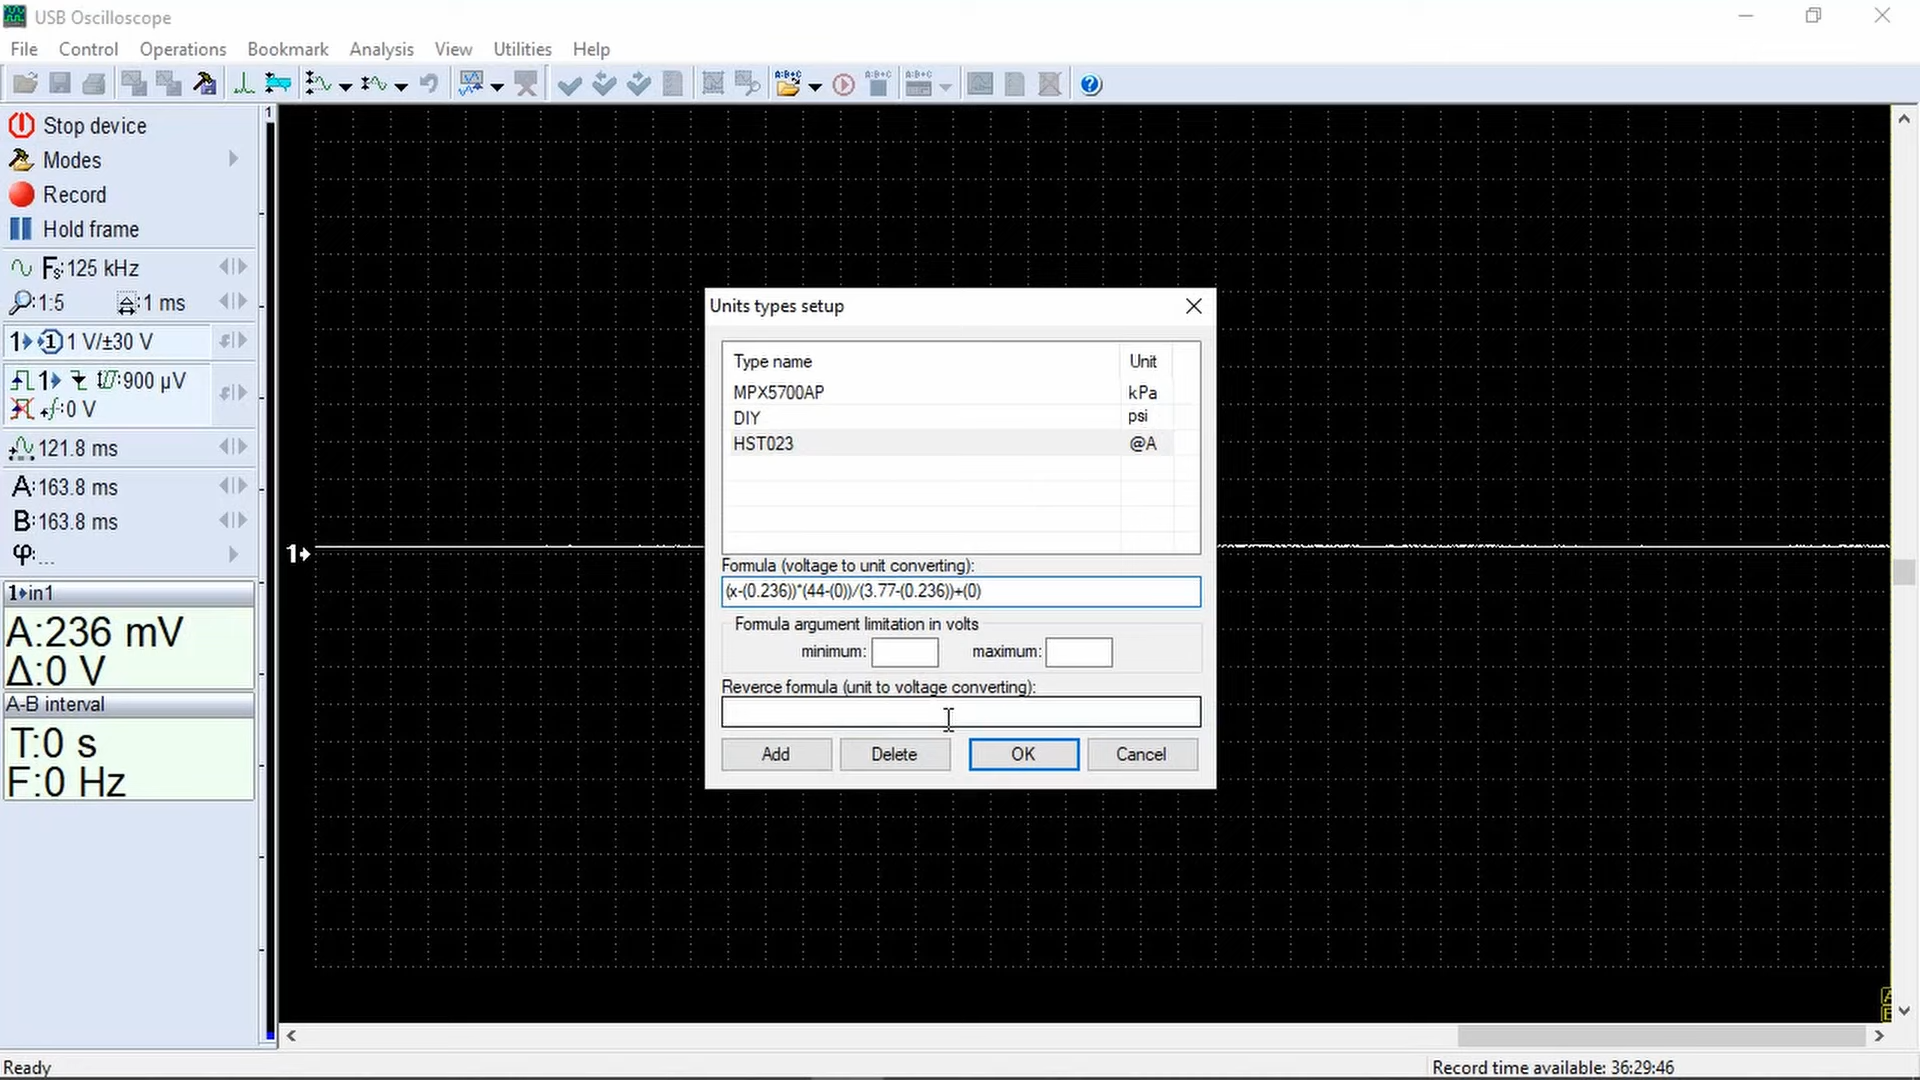 USB Oscilloscope
File Control Operations Bookmark Analysis View Utilities Help
A:B+C A:B+C A:B+C
Stop device
Modes
Record
Hold frame
Fs:125 kHz
:1:5 :1 ms
1 1 1 V/±30 V
1 :900 µV
:0 V
:121.8 ms
A:163.8 ms
B:163.8 ms
φ:...
1▸in1
A:236 mV
Δ:0 V
A-B interval
T:0 s
F:0 Hz
1
1
Units types setup
Type name Unit
MPX5700AP kPa
DIY psi
HST023 @A
Formula (voltage to unit converting):
(x-(0.236))*(44-(0))/(3.77-(0.236))+(0)
Formula argument limitation in volts
minimum: maximum:
Reverce formula (unit to voltage converting):
Add Delete OK Cancel
Ready
Record time available: 36:29:46